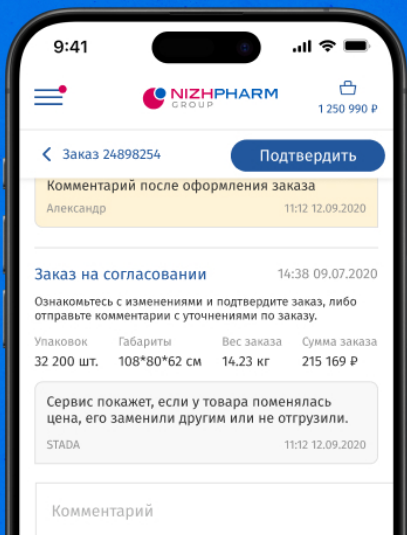 9:41
NIZHPHARM
GROUP
1 250 990 ₽
Заказ 24898254
Подтвердить
Комментарий после оформления заказа
Александр 11:12 12.09.2020
Заказ на согласовании 14:38 09.07.2020
Ознакомьтесь с изменениями и подтвердите заказ, либо
отправьте комментарии с уточнениями по заказу.
Упаковок Габариты Вес заказа Сумма заказа
32 200 шт. 108*80*62 см 14.23 кг 215 169 ₽
Сервис покажет, если у товара поменялась
цена, его заменили другим или не отгрузили.
STADA 11:12 12.09.2020
Комментарий